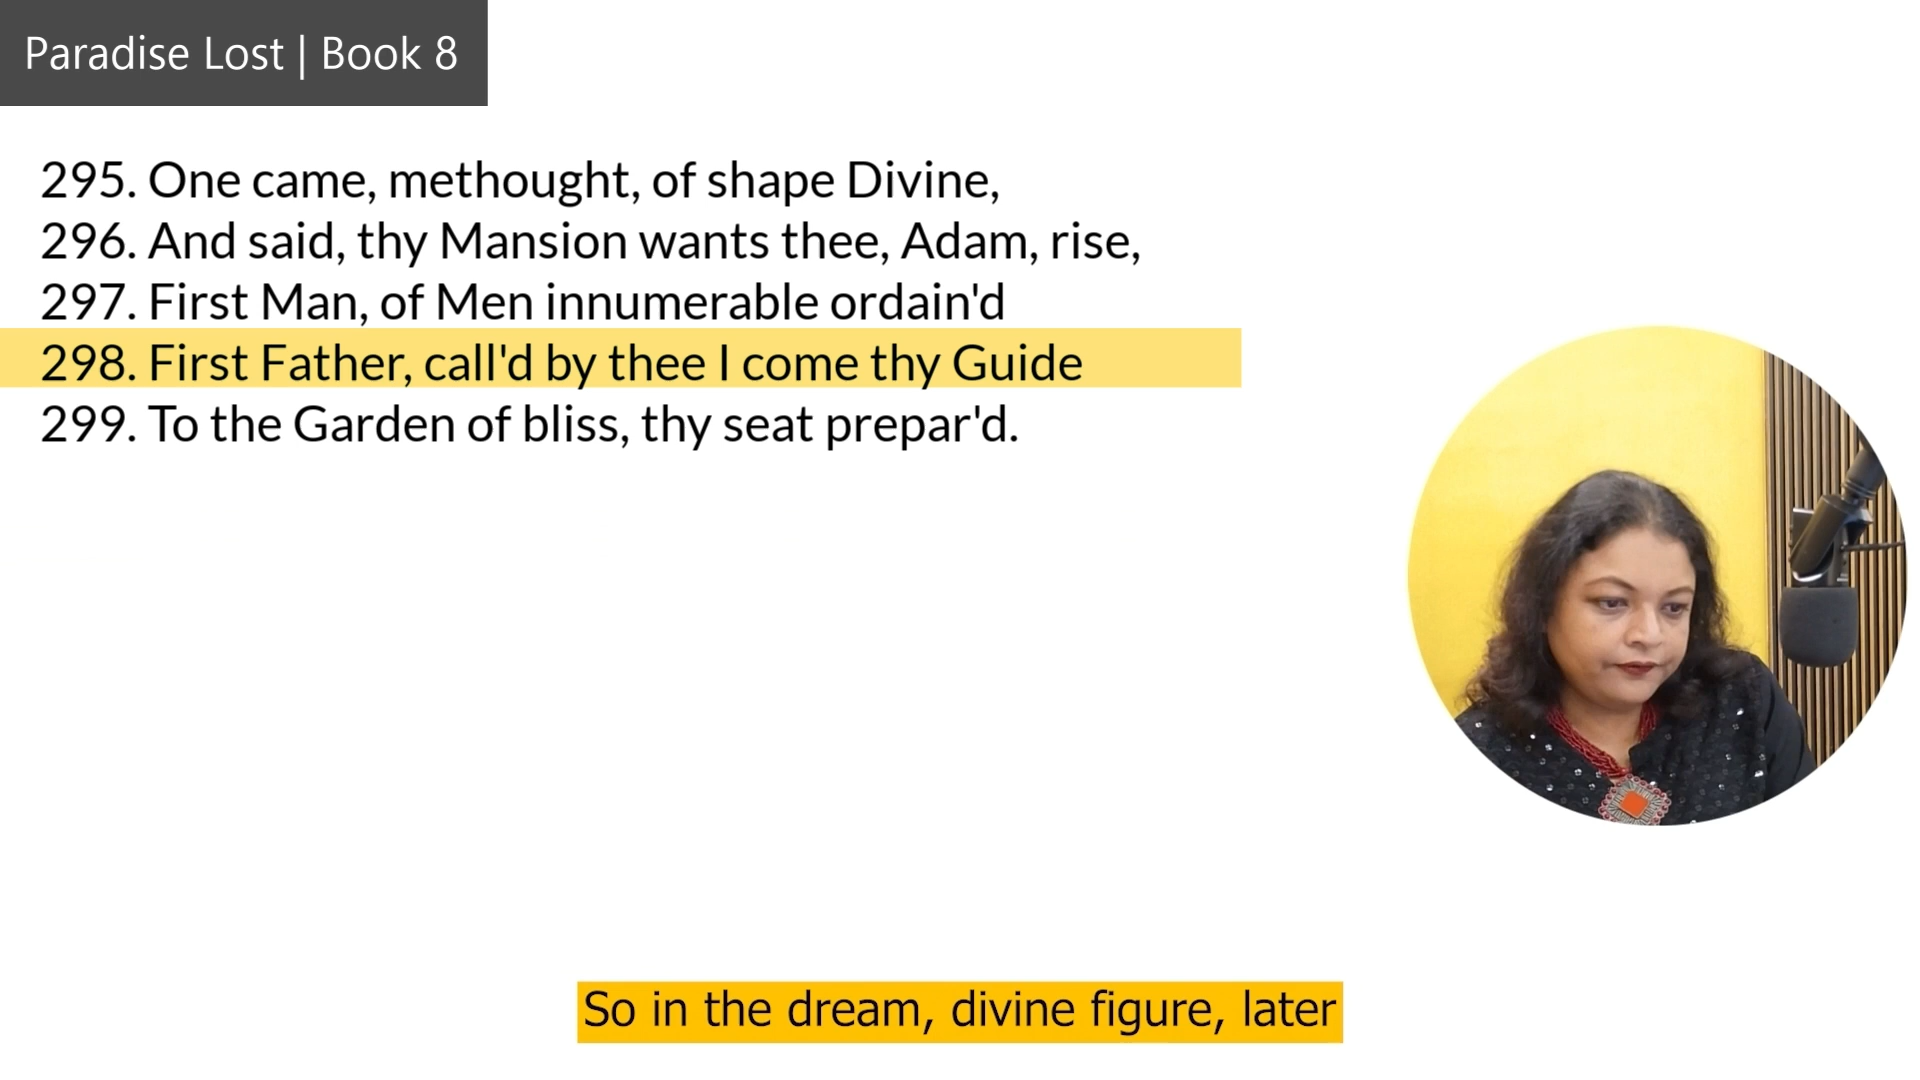 Paradise Lost | Book 8
295. One came, methought, of shape Divine,
296. And said, thy Mansion wants thee, Adam, rise,
297. First Man, of Men innumerable ordain'd
298. First Father, call'd by thee I come thy Guide
299. To the Garden of bliss, thy seat prepar'd.
So in the dream, divine figure, later